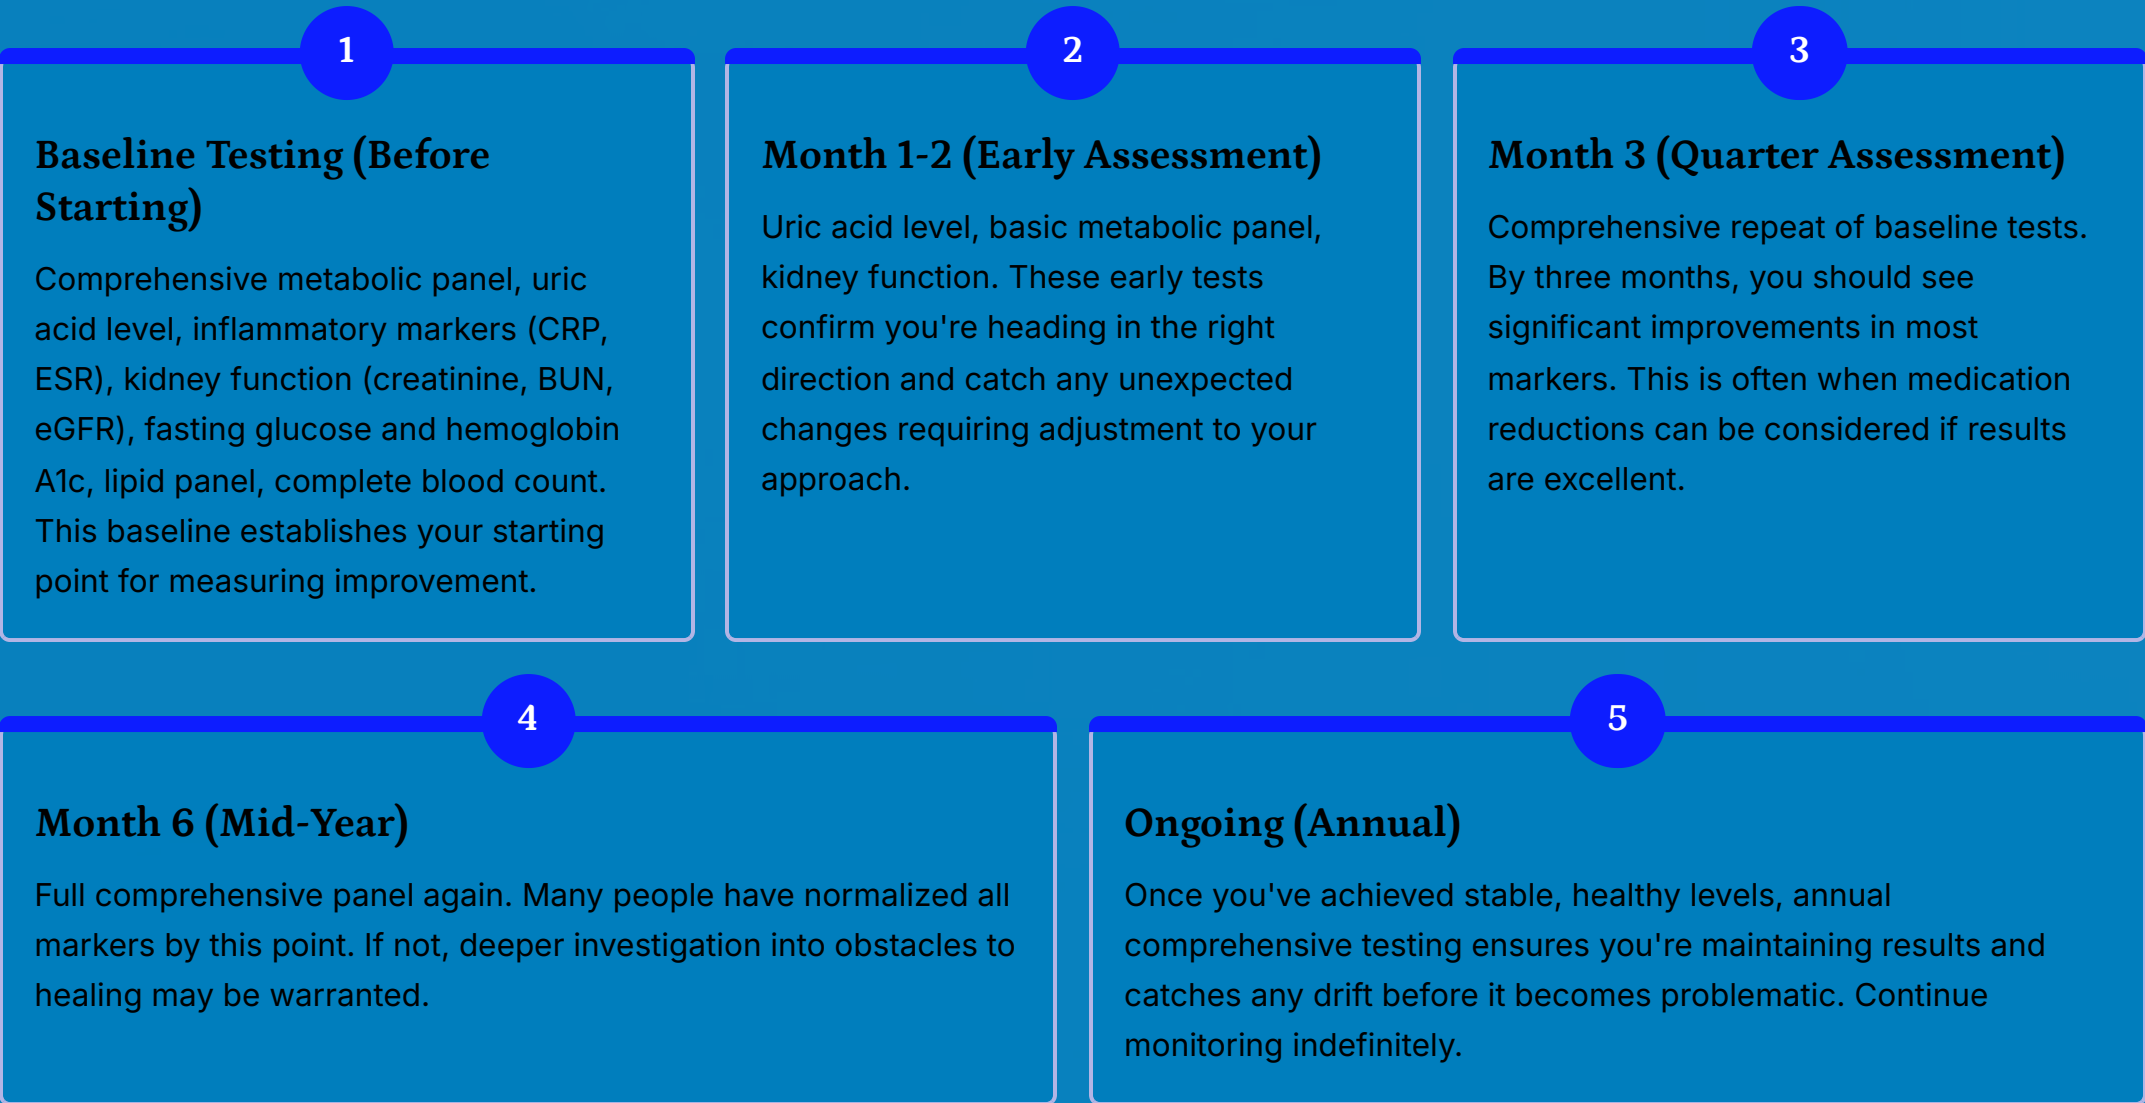 1
Baseline Testing (Before
Starting)
Comprehensive metabolic panel, uric
acid level, inflammatory markers (CRP,
ESR), kidney function (creatinine, BUN,
eGFR), fasting glucose and hemoglobin
A1c, lipid panel, complete blood count.
This baseline establishes your starting
point for measuring improvement.
2
Month 1-2 (Early Assessment)
Uric acid level, basic metabolic panel,
kidney function. These early tests
confirm you're heading in the right
direction and catch any unexpected
changes requiring adjustment to your
approach.
3
Month 3 (Quarter Assessment)
Comprehensive repeat of baseline tests.
By three months, you should see
significant improvements in most
markers. This is often when medication
reductions can be considered if results
are excellent.
4
Month 6 (Mid-Year)
Full comprehensive panel again. Many people have normalized all
markers by this point. If not, deeper investigation into obstacles to
healing may be warranted.
5
Ongoing (Annual)
Once you've achieved stable, healthy levels, annual
comprehensive testing ensures you're maintaining results and
catches any drift before it becomes problematic. Continue
monitoring indefinitely.